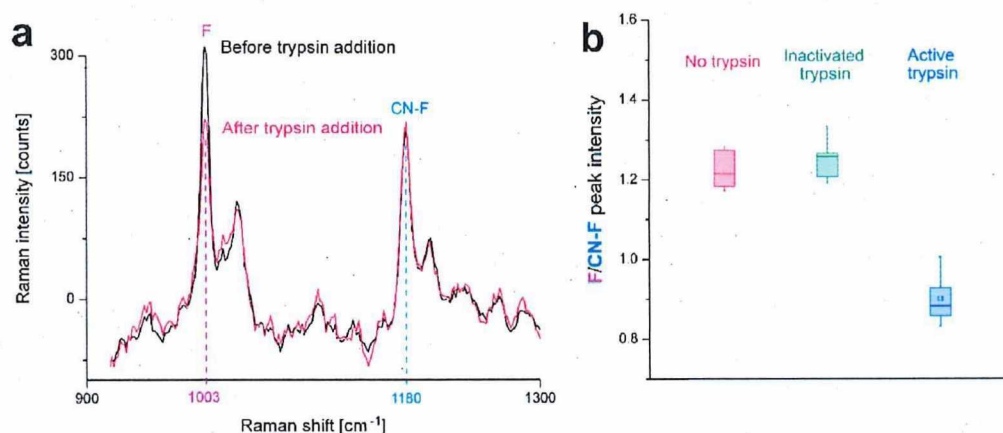 a
F
Before trypsin addition
After trypsin addition
CN-F
Raman intensity [counts]
300
150
0
900
1003
1180
1300
Raman shift [cm⁻¹]
b
No trypsin
Inactivated
trypsin
Active
trypsin
F/CN-F peak intensity
1.6
1.4
1.2
1.0
0.8